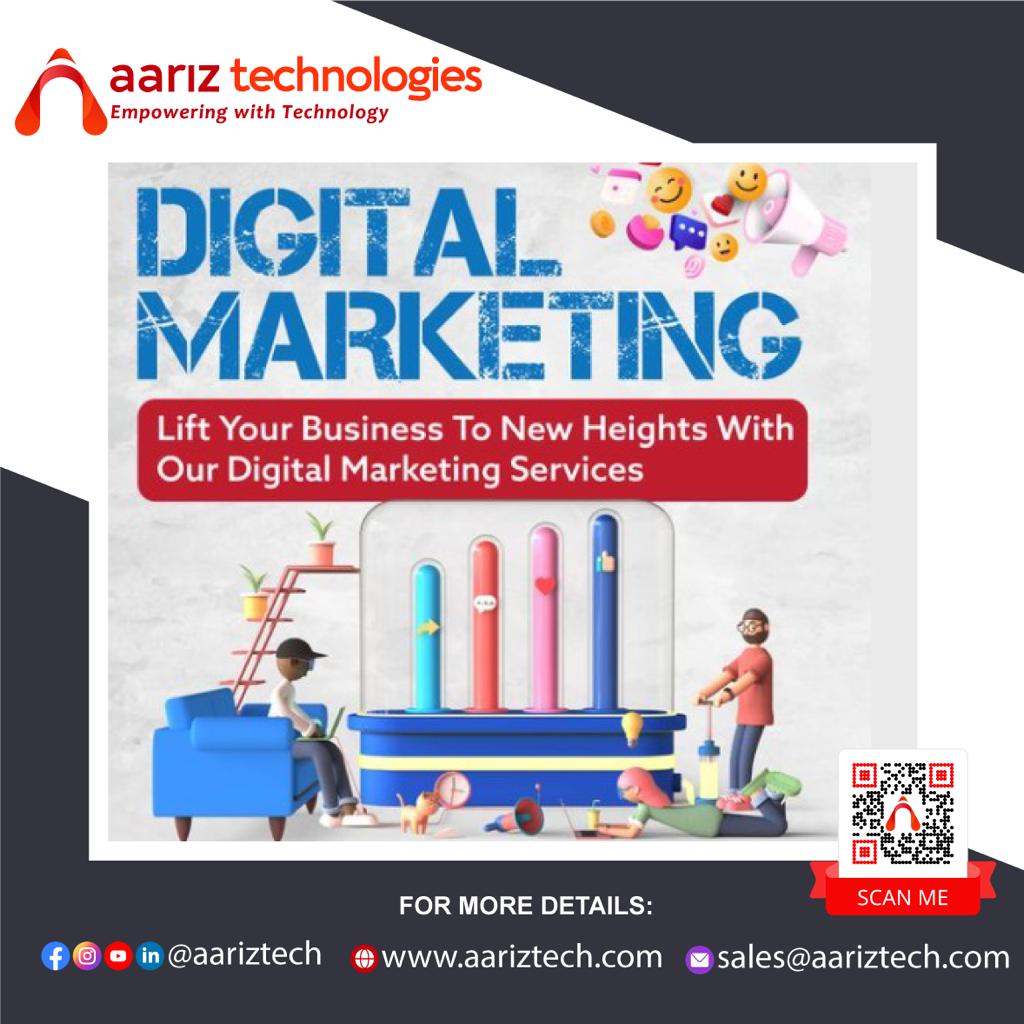 aarız technologies
Empowering with Technology
DIGITAL
MARKETING
Lift Your Business To New Heights With
Our Digital Marketing Services
SCAN ME
FOR MORE DETAILS:
@aariztech www.aariztech.com sales@aariztech.com